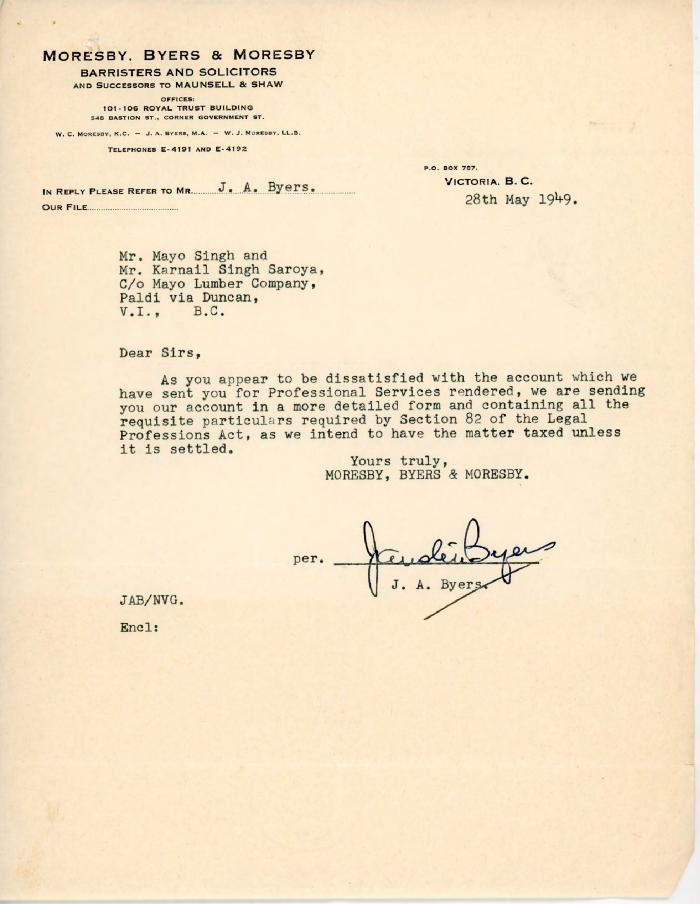 MORESBY, BYERS & MORESBY
BARRISTERS AND SOLICITORS
AND SUCCESSORS TO MAUNSELL & SHAW
OFFICES:
101-106 ROYAL TRUST BUILDING
548 BASTION ST., CORNER GOVERNMENT ST.
W. C. MORESBY, K.C. — J. A. BYERS, M.A. — W. J. MORESBY, LL.B.
TELEPHONES E-4191 AND E-4192
P.O. BOX 787.
VICTORIA, B. C.
IN REPLY PLEASE REFER TO MR. J. A. Byers.
28th May 1949.
OUR FILE
Mr. Mayo Singh and
Mr. Karnail Singh Saroya,
C/o Mayo Lumber Company,
Paldi via Duncan,
V.I., B.C.
Dear Sirs,
As you appear to be dissatisfied with the account which we
have sent you for Professional Services rendered, we are sending
you our account in a more detailed form and containing all the
requisite particulars required by Section 82 of the Legal
Professions Act, as we intend to have the matter taxed unless
it is settled.
Yours truly,
MORESBY, BYERS & MORESBY.
per. Byers
J. A. Byers.
JAB/NVG.
Encl: